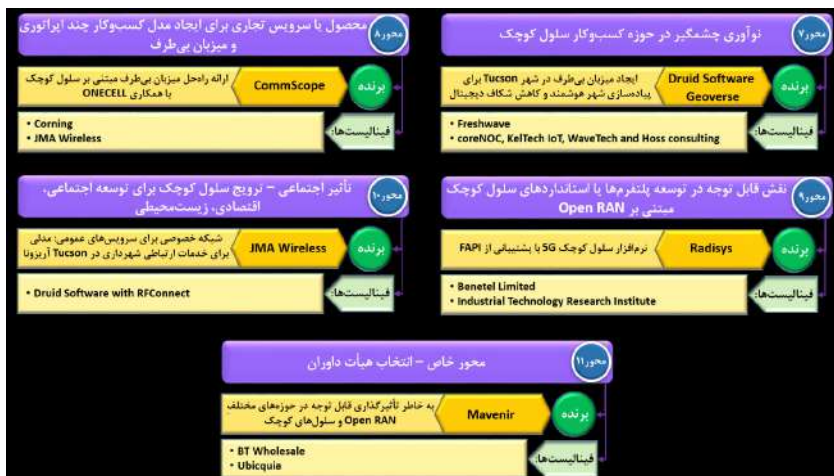 محور۷
نوآوری چشمگیر در حوزه کسب‌وکار سلول کوچک
برنده
Druid Software
Geoverse
ایجاد میزبان بی‌طرف در شهر Tucson برای
پیاده‌سازی شهر هوشمند و کاهش شکاف دیجیتال
فینالیست‌ها:
• Freshwave
• coreNOC, KelTech IoT, WaveTech and Hoss consulting
محور۸
محصول یا سرویس تجاری برای ایجاد مدل کسب‌وکار چند اپراتوری
و میزبان بی‌طرف
برنده
CommScope
ارائه راه‌حل میزبان بی‌طرف مبتنی بر سلول کوچک
با همکاری ONECELL
فینالیست‌ها:
• Corning
• JMA Wireless
محور۹
نقش قابل توجه در توسعه پلتفرم‌ها یا استانداردهای سلول کوچک
مبتنی بر Open RAN
برنده
Radisys
نرم‌افزار سلول کوچک 5G با پشتیبانی از FAPI
فینالیست‌ها:
• Benetel Limited
• Industrial Technology Research Institute
محور۱۰
تأثیر اجتماعی – ترویج سلول کوچک برای توسعه اجتماعی،
اقتصادی، زیست‌محیطی
برنده
JMA Wireless
شبکه خصوصی برای سرویس‌های عمومی: مدلی
برای خدمات ارتباطی شهرداری در Tucson آریزونا
فینالیست‌ها:
• Druid Software with RFConnect
محور۱۱
محور خاص – انتخاب هیأت داوران
برنده
Mavenir
به خاطر تأثیرگذاری قابل توجه در حوزه‌های مختلف
Open RAN و سلول‌های کوچک
فینالیست‌ها:
• BT Wholesale
• Ubicquia